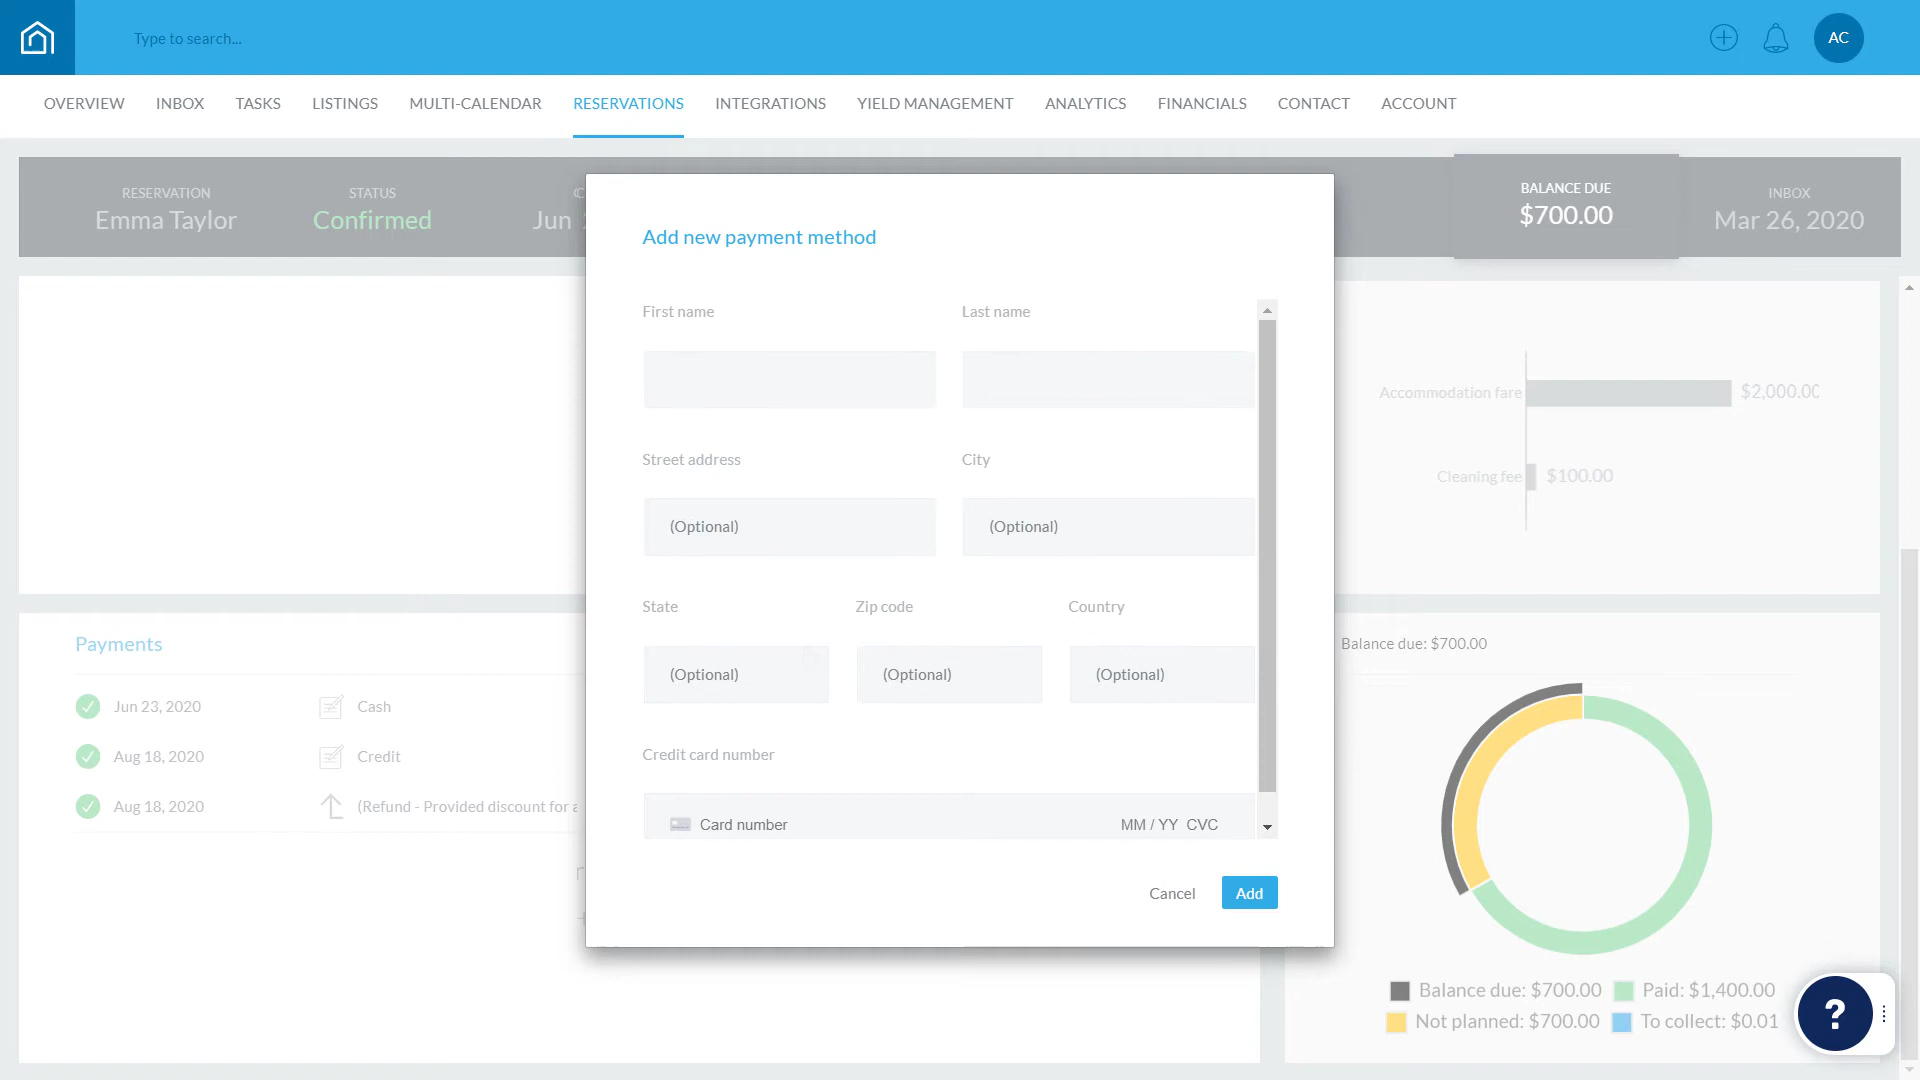 Type to search...
AC
OVERVIEW INBOX TASKS LISTINGS MULTI-CALENDAR RESERVATIONS INTEGRATIONS YIELD MANAGEMENT ANALYTICS FINANCIALS CONTACT ACCOUNT
RESERVATION STATUS BALANCE DUE INBOX
Emma Taylor Confirmed Jun $700.00 Mar 26, 2020
Add new payment method
First name Last name
Accommodation fare $2,000.00
Street address City
Cleaning fee $100.00
(Optional) (Optional)
State Zip code Country
(Optional) (Optional) (Optional)
Payments
Balance due: $700.00
Jun 23, 2020 Cash
Aug 18, 2020 Credit
Aug 18, 2020 (Refund - Provided discount for a
Credit card number
Card number MM / YY CVC
Cancel Add
Balance due: $700.00 Paid: $1,400.00
Not planned: $700.00 To collect: $0.01
?